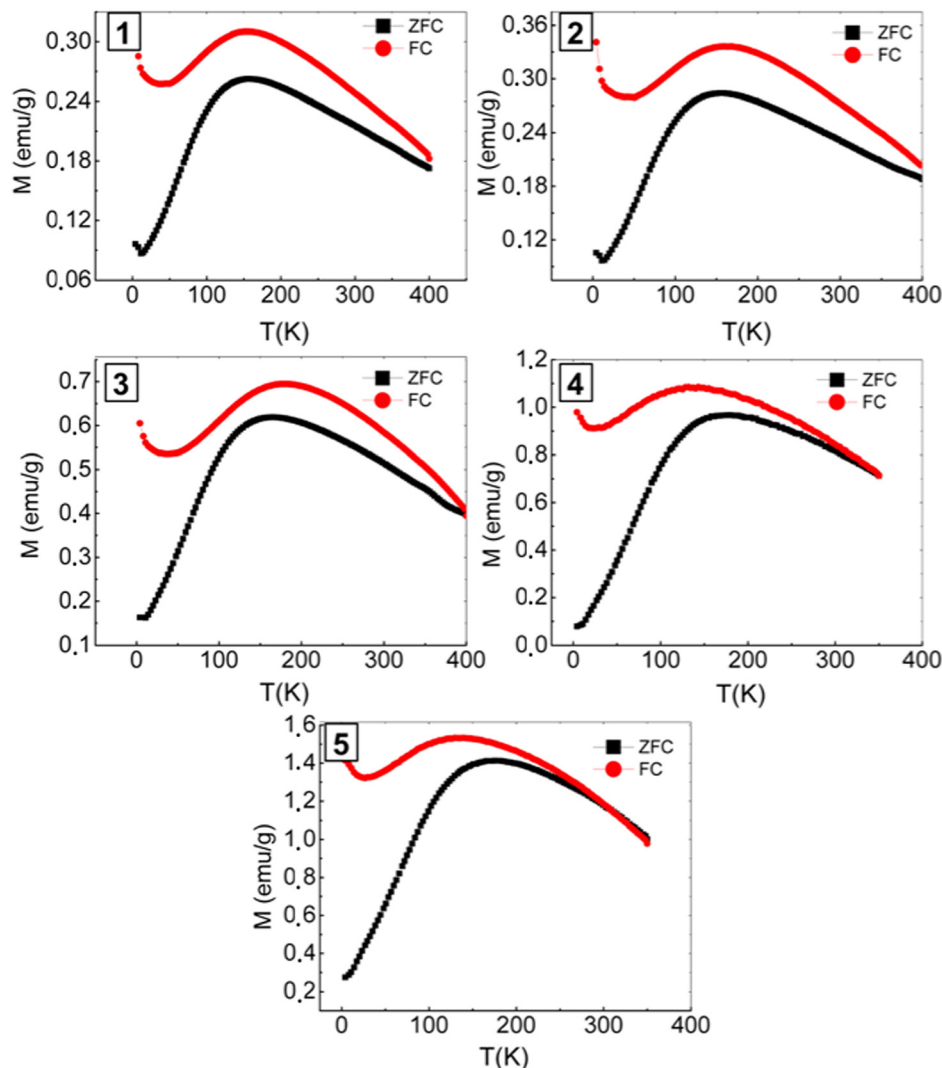 1
ZFC
FC
M (emu/g)
0.30
0.24
0.18
0.12
0.06
0 100 200 300 400
T(K)
2
ZFC
FC
M (emu/g)
0.36
0.30
0.24
0.18
0.12
0 100 200 300 400
T(K)
3
ZFC
FC
M (emu/g)
0.7
0.6
0.5
0.4
0.3
0.2
0.1
0 100 200 300 400
T(K)
4
ZFC
FC
M (emu/g)
1.2
1.0
0.8
0.6
0.4
0.2
0.0
0 100 200 300 400
T(K)
5
ZFC
FC
M (emu/g)
1.6
1.4
1.2
1.0
0.8
0.6
0.4
0.2
0 100 200 300 400
T(K)